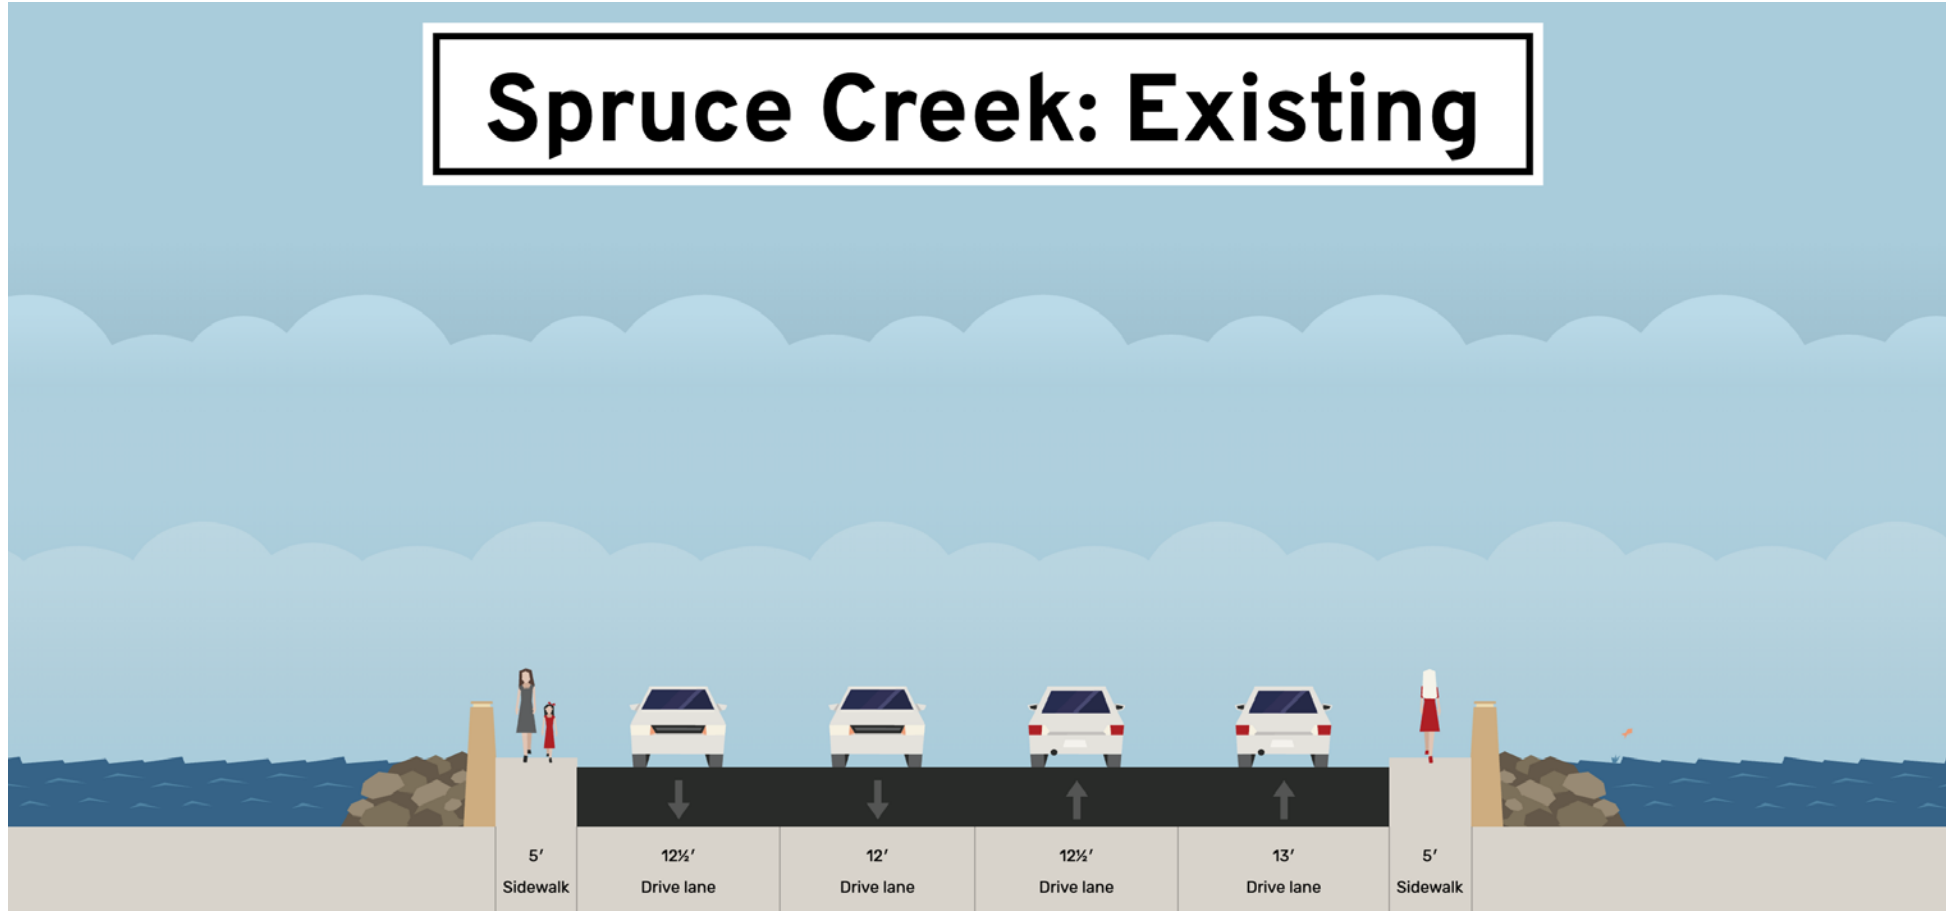 Spruce Creek: Existing
5′ 12½′ 12′ 12½′ 13′ 5′
Sidewalk Drive lane Drive lane Drive lane Drive lane Sidewalk